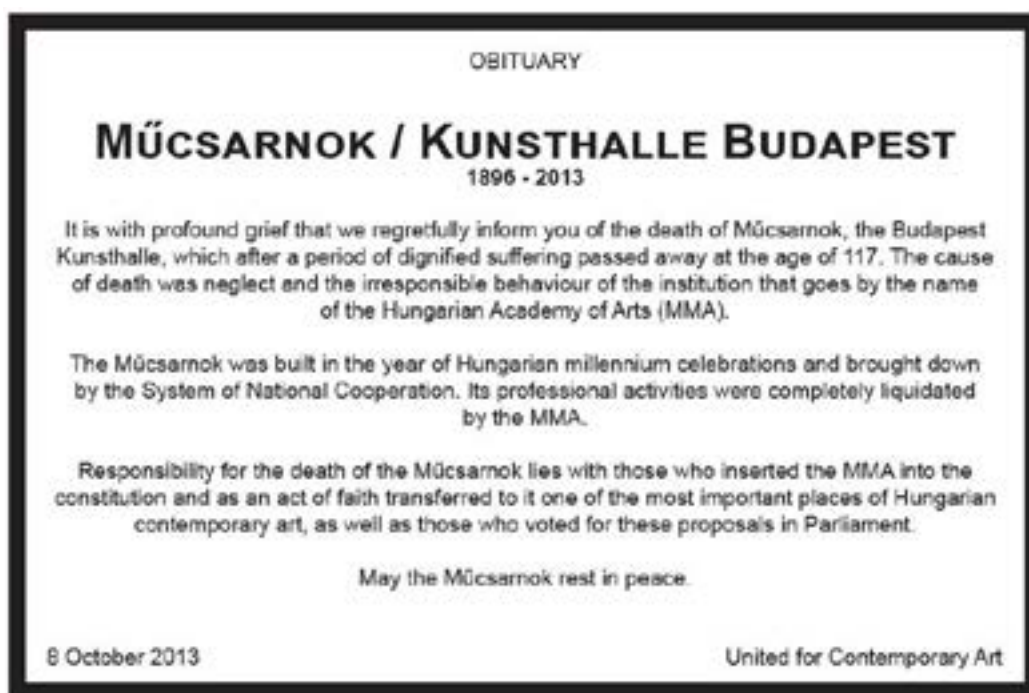 OBITUARY
MŰCSARNOK / KUNSTHALLE BUDAPEST
1896 - 2013
It is with profound grief that we regretfully inform you of the death of Műcsarnok, the Budapest
Kunsthalle, which after a period of dignified suffering passed away at the age of 117. The cause
of death was neglect and the irresponsible behaviour of the institution that goes by the name
of the Hungarian Academy of Arts (MMA).
The Műcsarnok was built in the year of Hungarian millennium celebrations and brought down
by the System of National Cooperation. Its professional activities were completely liquidated
by the MMA.
Responsibility for the death of the Műcsarnok lies with those who inserted the MMA into the
constitution and as an act of faith transferred to it one of the most important places of Hungarian
contemporary art, as well as those who voted for these proposals in Parliament.
May the Műcsarnok rest in peace.
8 October 2013
United for Contemporary Art